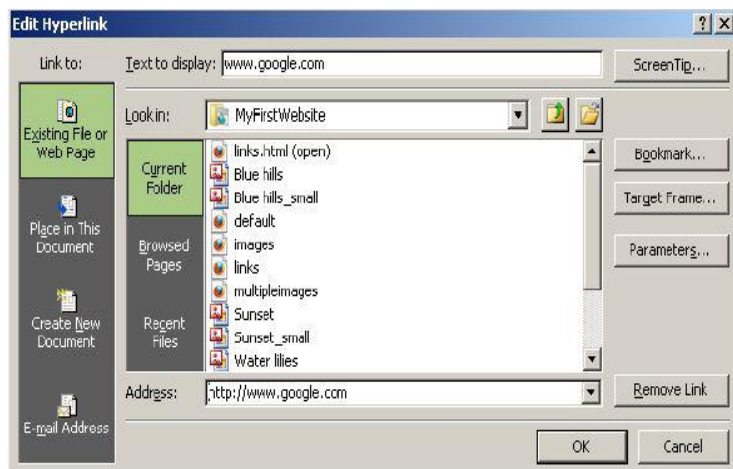 Edit Hyperlink
Link to:
Text to display: www.google.com
ScreenTip...
Existing File or
Web Page
Place in This
Document
Create New
Document
E-mail Address
Look in: MyFirstWebsite
Current
Folder
Browsed
Pages
Recent
Files
links.html (open)
Blue hills
Blue hills_small
default
images
links
multipleimages
Sunset
Sunset_small
Water lilies
Bookmark...
Target Frame...
Parameters...
Address: http://www.google.com
Remove Link
OK
Cancel